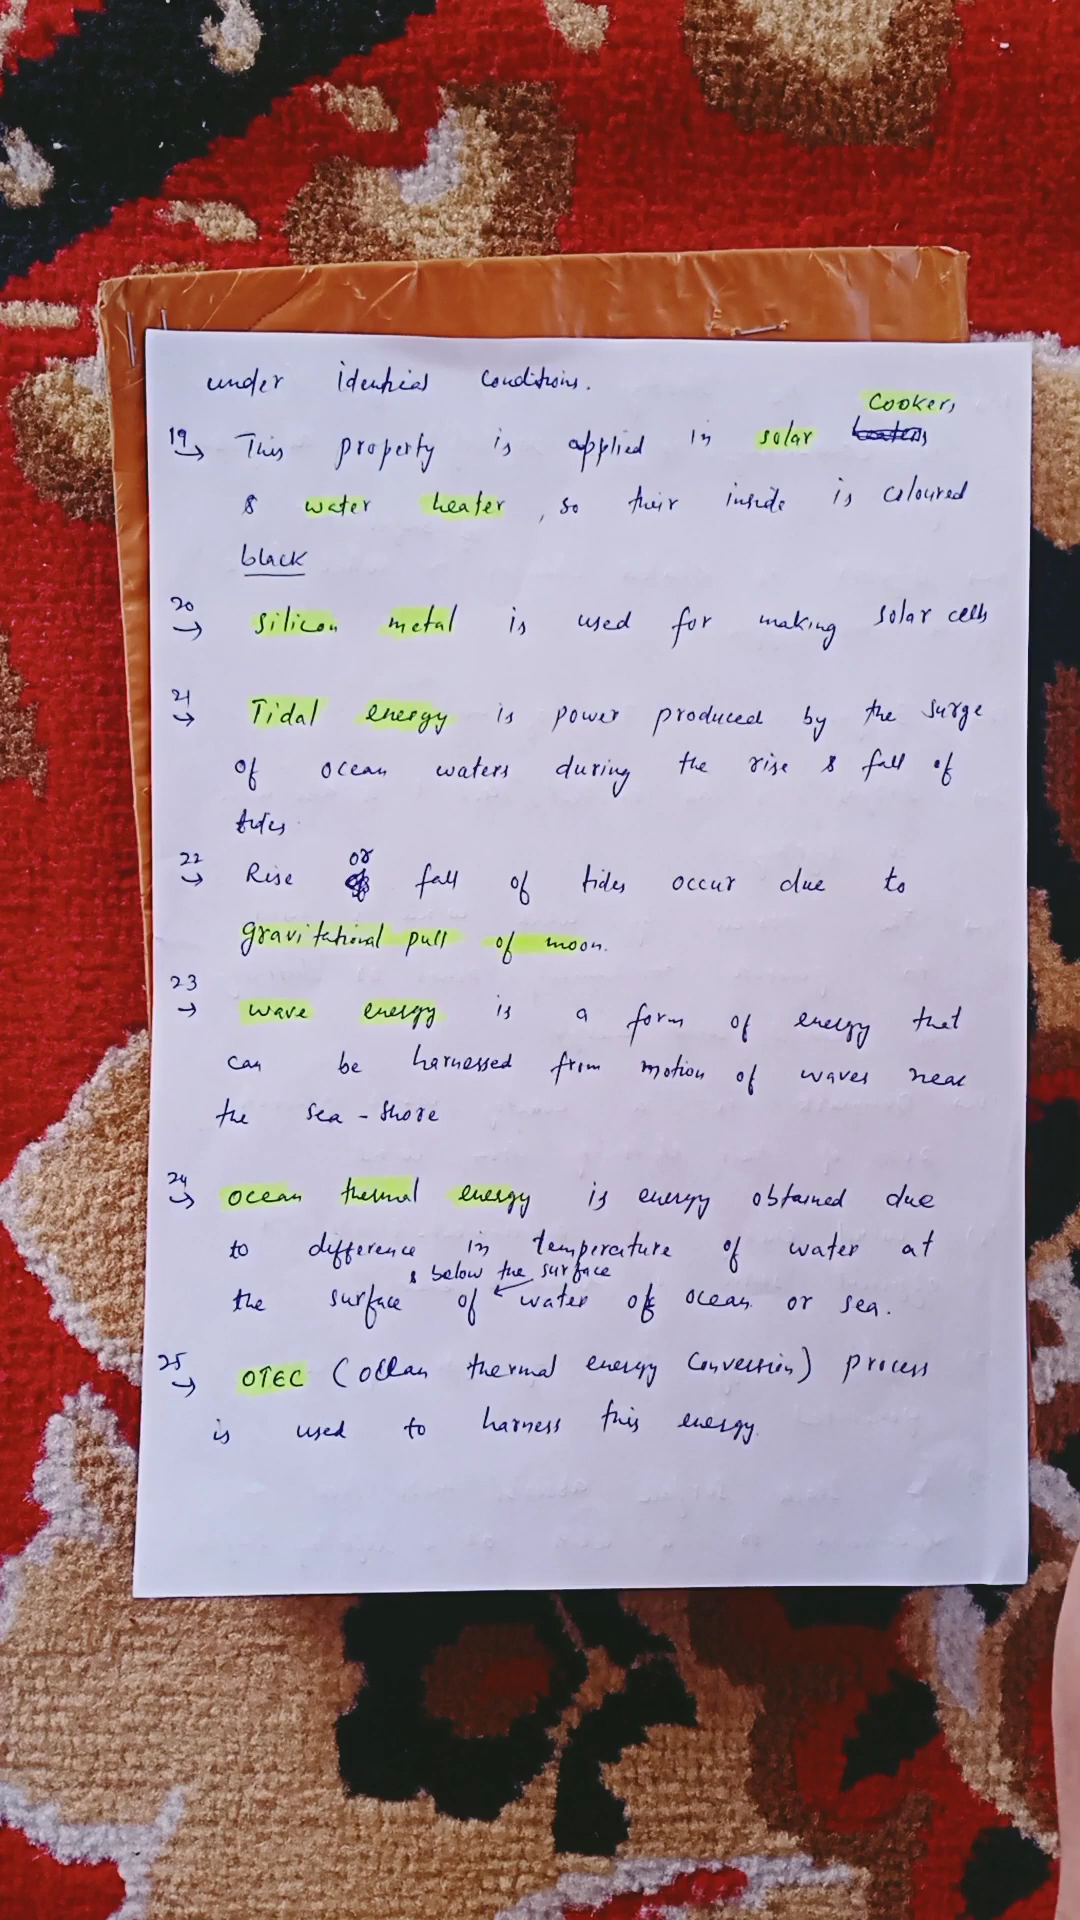 under identical conditions.
19→ This property is applied in solar cookers
& water heater, so their inside is coloured
black
20→ Silicon metal is used for making solar cells
21→ Tidal energy is power produced by the surge
of ocean waters during the rise & fall of
tides
22→ Rise or fall of tides occur due to
gravitational pull of moon.
23→ wave energy is a form of energy that
can be harnessed from motion of waves near
the sea-shore
24→ ocean thermal energy is energy obtained due
to difference in temperature of water at
& below the surface
the surface of water of ocean or sea.
25→ OTEC (ocean thermal energy conversion) process
is used to harness this energy.